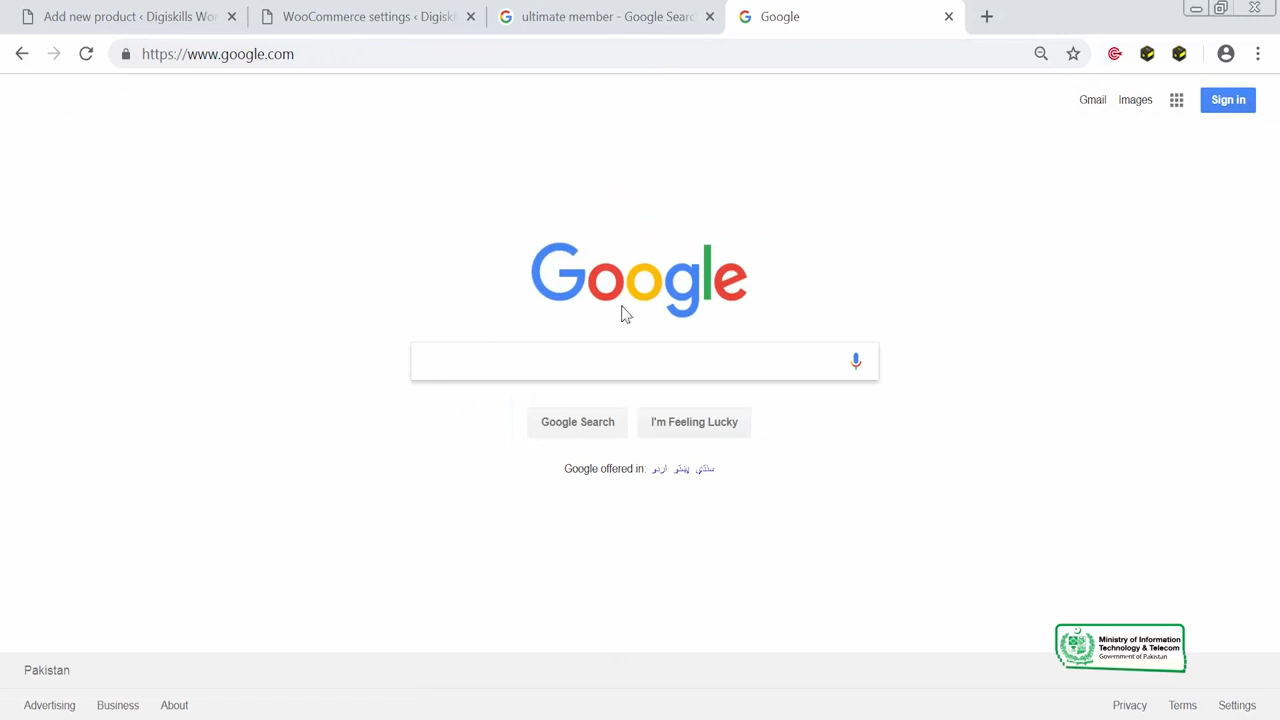 Add new product ‹ Digiskills Wor
WooCommerce settings ‹ Digiskil
ultimate member - Google Searc
Google
https://www.google.com
Gmail
Images
Sign in
Google
Google Search
I'm Feeling Lucky
Google offered in: اردو پښتو سنڌي
Ministry of Information
Technology & Telecom
Government of Pakistan
Pakistan
Advertising
Business
About
Privacy
Terms
Settings